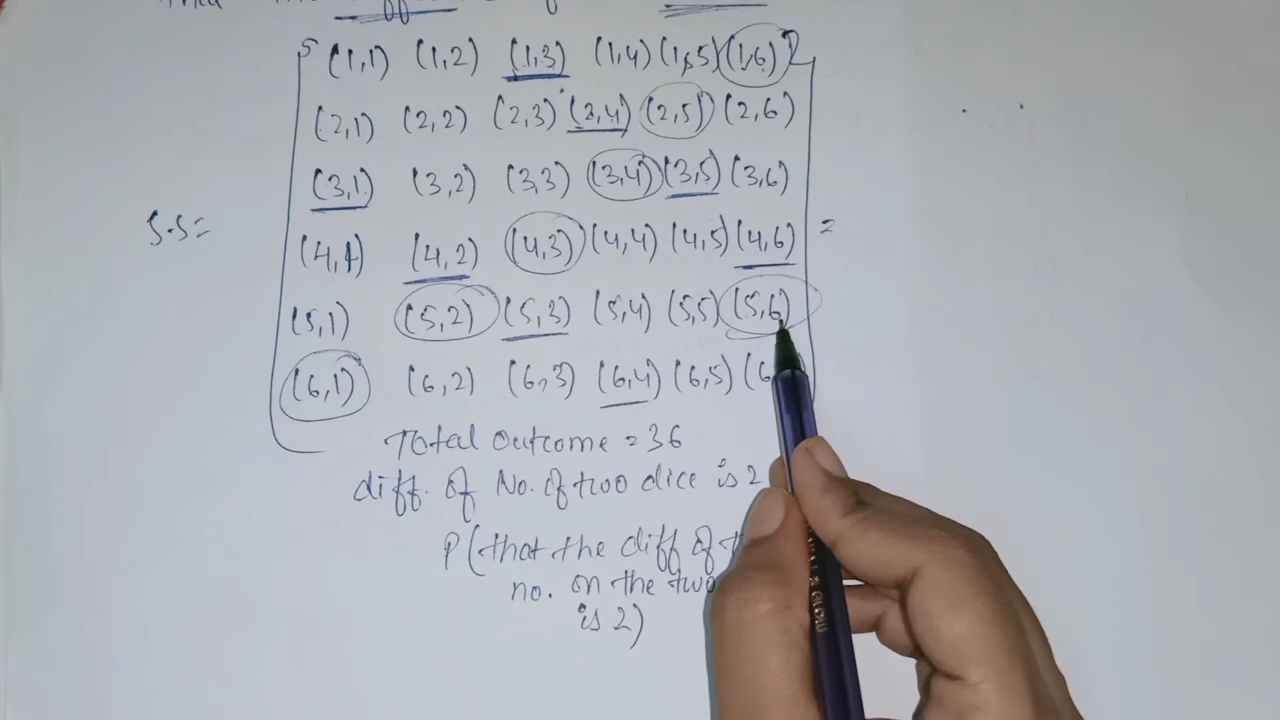 (1,1) (1,2) (1,3) (1,4) (1,5) (1,6)
(2,1) (2,2) (2,3) (2,4) (2,5) (2,6)
(3,1) (3,2) (3,3) (3,4) (3,5) (3,6)
S.S = (4,1) (4,2) (4,3) (4,4) (4,5) (4,6) =
(5,1) (5,2) (5,3) (5,4) (5,5) (5,6)
(6,1) (6,2) (6,3) (6,4) (6,5) (6
Total outcome = 36
diff. of No. of two dice is 2
P(that the diff of
no. on the two
is 2)